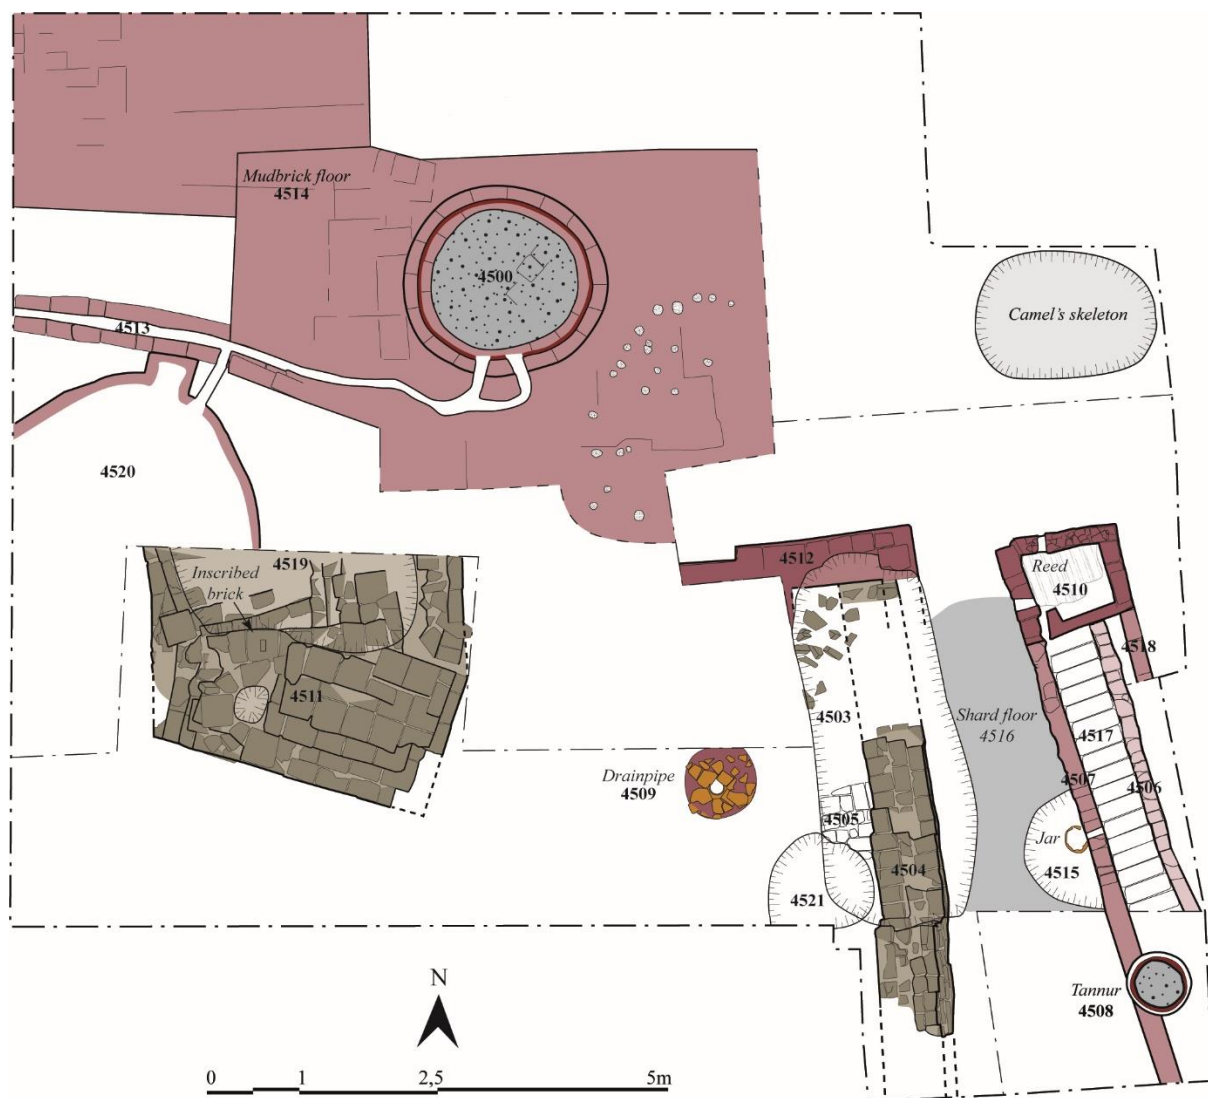 Mudbrick floor
4514
4500
Camel's skeleton
4513
4520
4519
Inscribed
brick
4511
4512
Reed
4510
4518
4503
Shard floor
4516
4517
4507
4506
Drainpipe
4509
4505
Jar
4515
4504
4521
N
Tannur
4508
0 1 2,5 5m